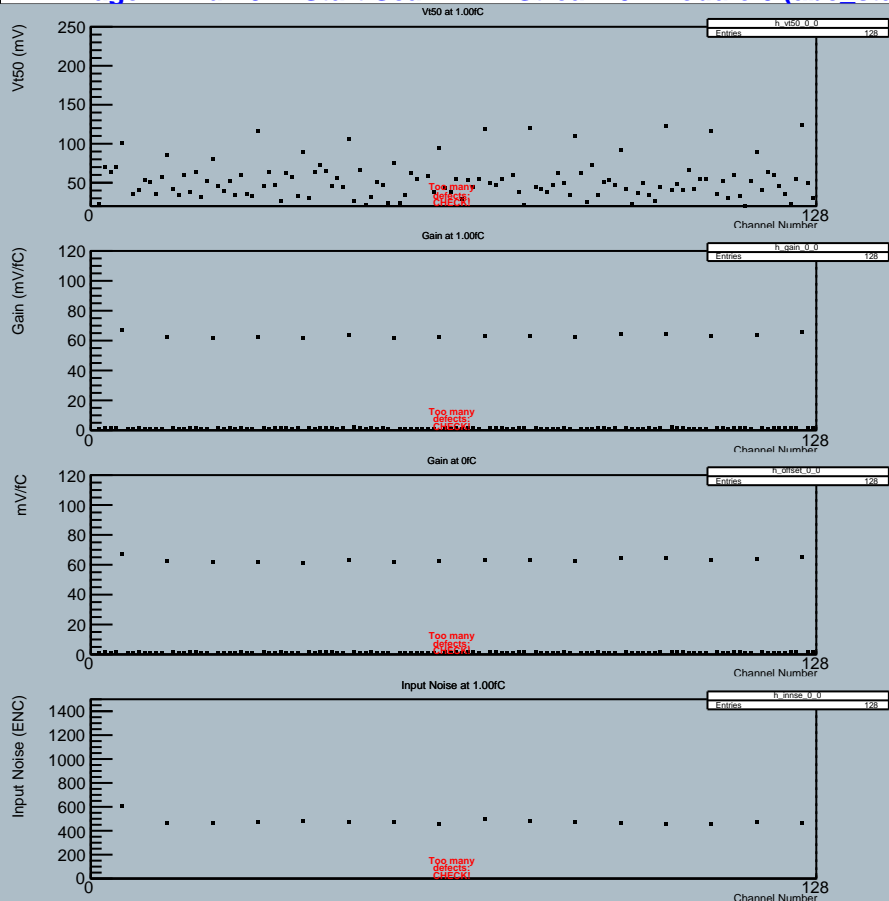 Vt50 at 1.00fC
h_vt50_0_0
Entries 128
Vt50 (mV)
250
200
150
100
50
Too many
defects:
CHECK!
0
128
Channel Number
Gain at 1.00fC
h_gain_0_0
Entries 128
Gain (mV/fC)
120
100
80
60
40
20
0
Too many
defects:
CHECK!
0
128
Channel Number
Gain at 0fC
h_offset_0_0
Entries 128
mV/fC
120
100
80
60
40
20
0
Too many
defects:
CHECK!
0
128
Channel Number
Input Noise at 1.00fC
h_innse_0_0
Entries 128
Input Noise (ENC)
1400
1200
1000
800
600
400
200
0
Too many
defects:
CHECK!
0
128
Channel Number